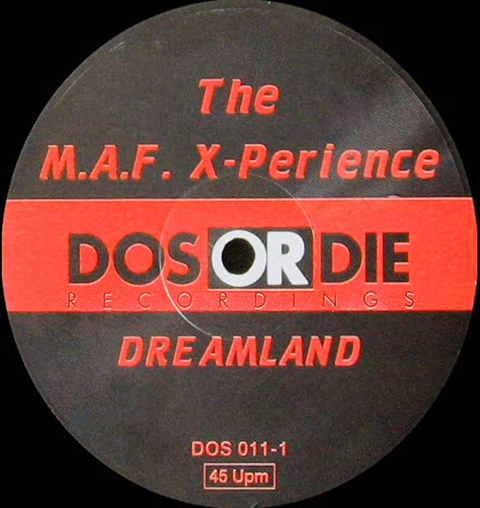 The
M.A.F. X-Perience
DOS OR DIE
RECORDINGS
DREAMLAND
DOS 011-1
45 Upm